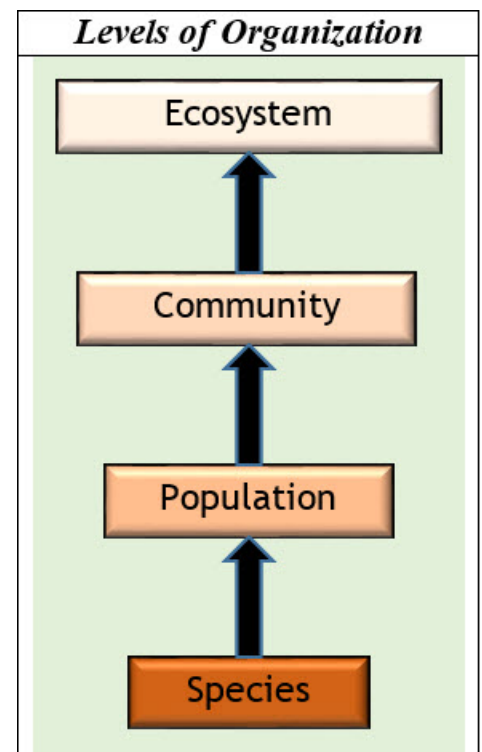 Levels of Organization
Ecosystem
Community
Population
Species